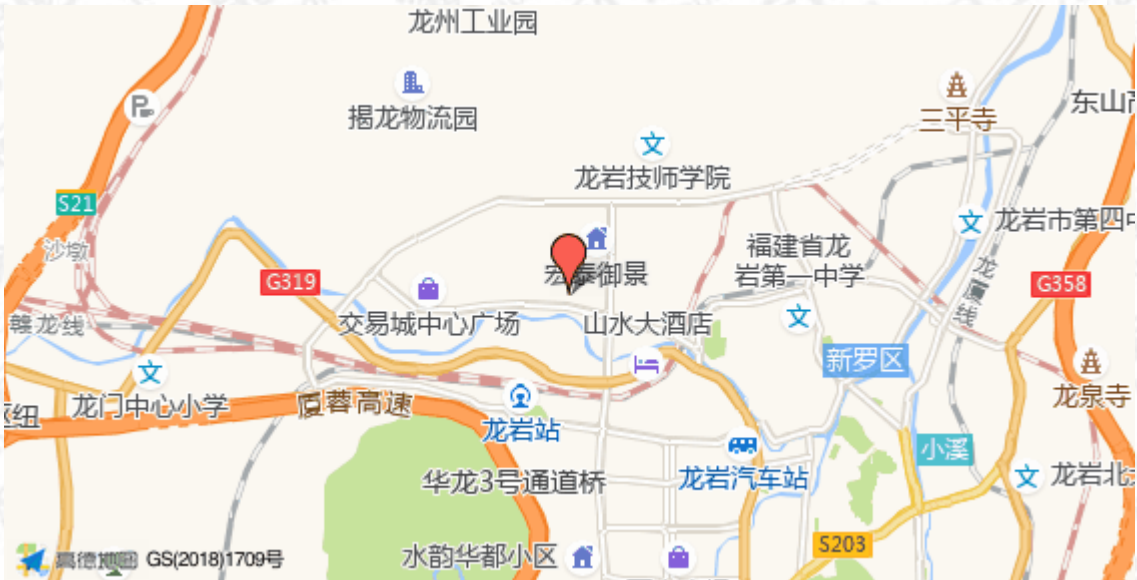 龙州工业园
揭龙物流园
三平寺
东山
龙岩技师学院
S21
龙岩市第四
沙墩
福建省龙
岩第一中学
宏泰御景
G319
龙厦线
G358
赣龙线
交易城中心广场
山水大酒店
新罗区
龙门中心小学
厦蓉高速
龙泉寺
枢纽
龙岩站
小溪
华龙3号通道桥
龙岩汽车站
龙岩北
S203
水韵华都小区
高德地图 GS(2018)1709号